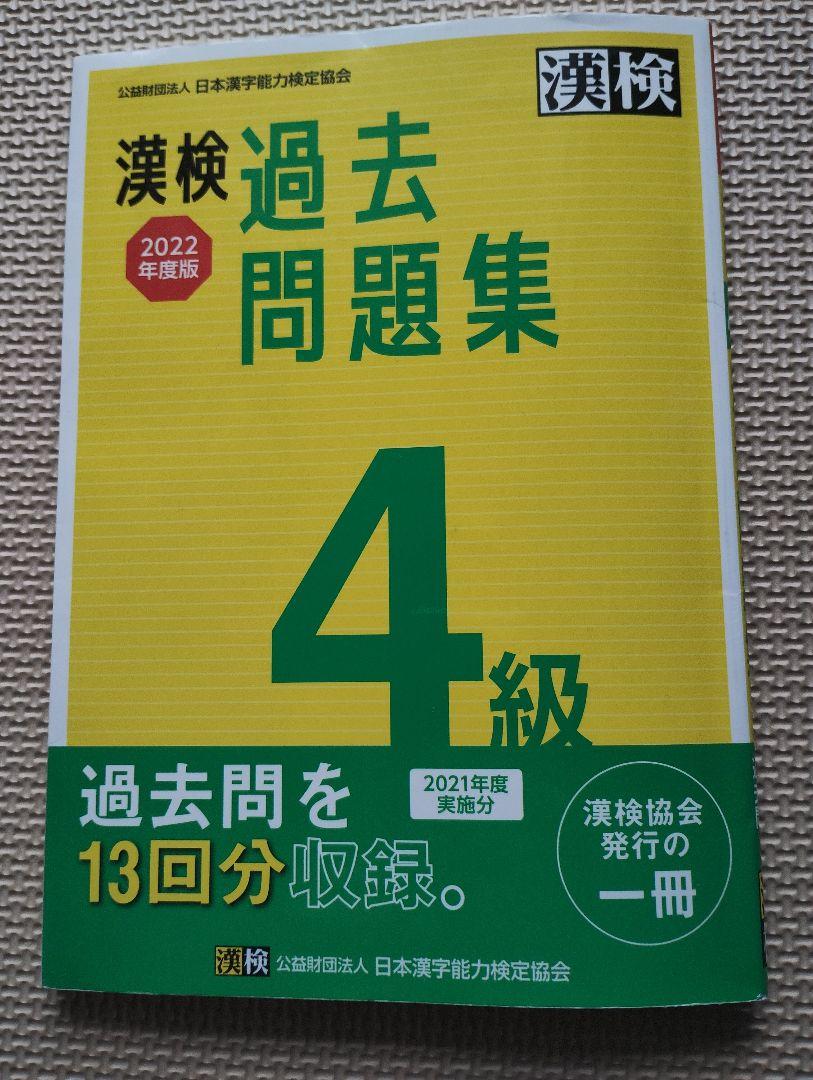 公益財団法人 日本漢字能力検定協会
漢検
漢検
過去
問題集
2022
年度版
4級
過去問を
13回分収録。
2021年度
実施分
漢検協会
発行の
一冊
漢検 公益財団法人 日本漢字能力検定協会